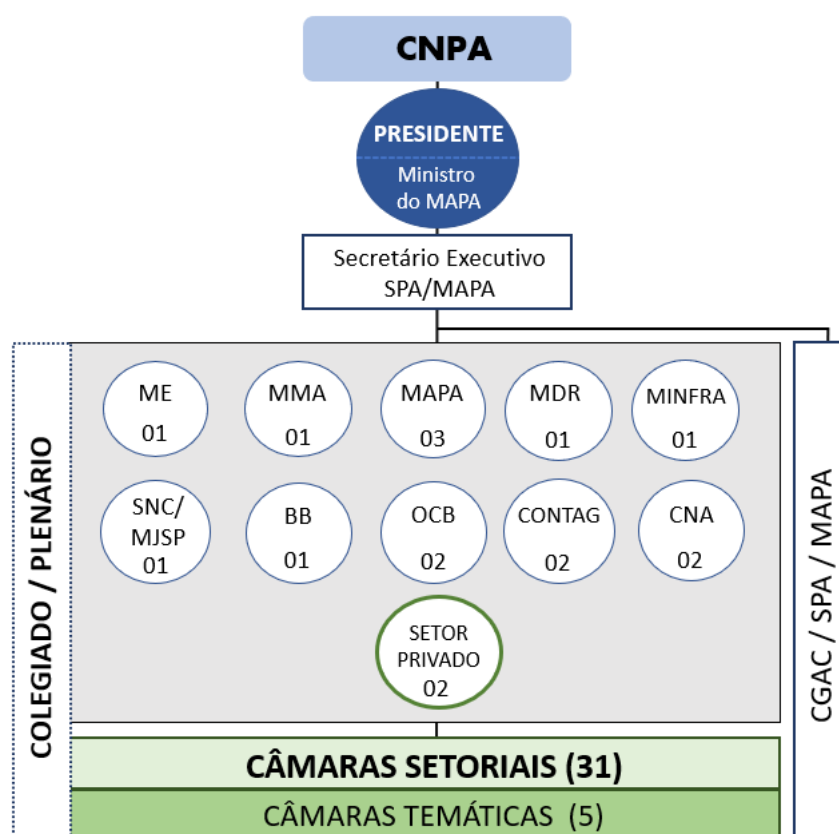 CNPA
PRESIDENTE
Ministro
do MAPA
Secretário Executivo
SPA/MAPA
COLEGIADO / PLENÁRIO
ME
01
MMA
01
MAPA
03
MDR
01
MINFRA
01
SNC/
MJSP
01
BB
01
OCB
02
CONTAG
02
CNA
02
SETOR
PRIVADO
02
CGAC / SPA / MAPA
CÂMARAS SETORIAIS (31)
CÂMARAS TEMÁTICAS (5)